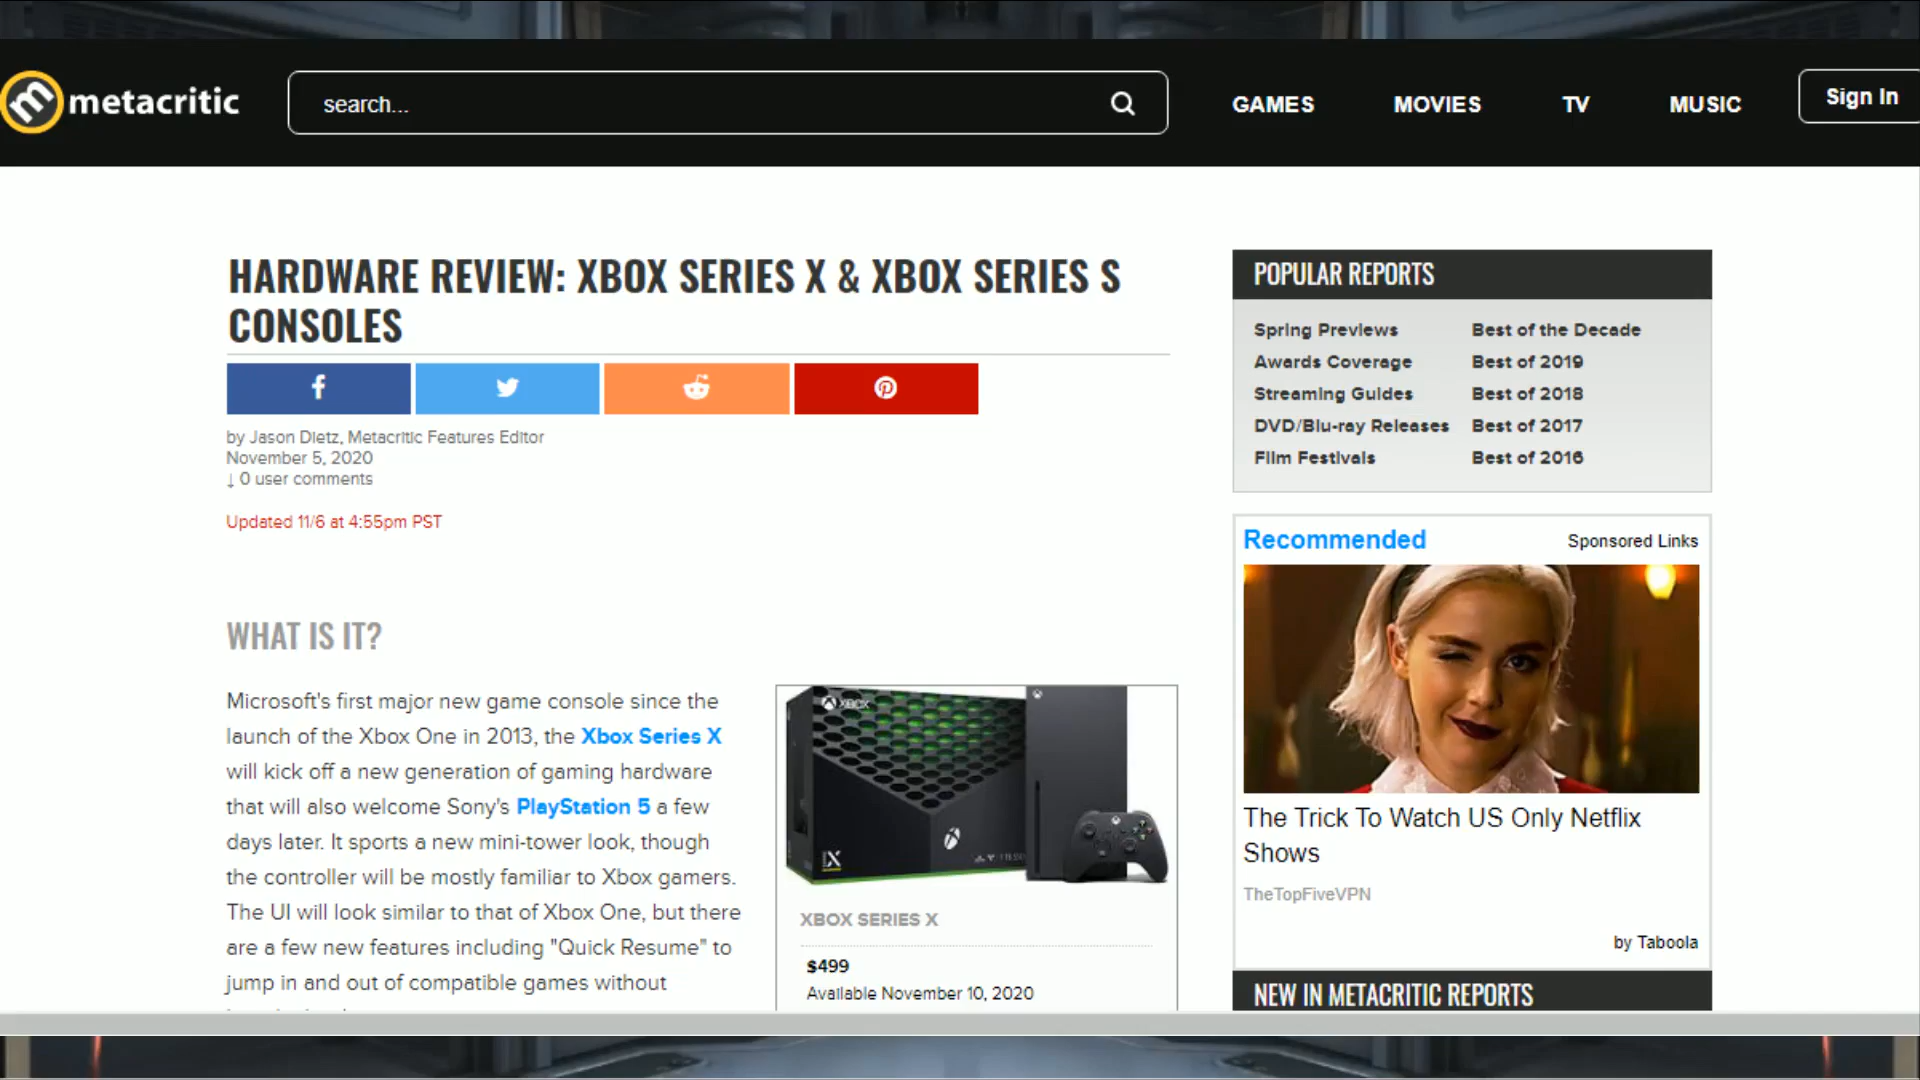 metacritic
search...
GAMES
MOVIES
TV
MUSIC
Sign In
HARDWARE REVIEW: XBOX SERIES X & XBOX SERIES S
CONSOLES
by Jason Dietz, Metacritic Features Editor
November 5, 2020
↓ 0 user comments
Updated 11/6 at 4:55pm PST
WHAT IS IT?
Microsoft's first major new game console since the
launch of the Xbox One in 2013, the Xbox Series X
will kick off a new generation of gaming hardware
that will also welcome Sony's PlayStation 5 a few
days later. It sports a new mini-tower look, though
the controller will be mostly familiar to Xbox gamers.
The UI will look similar to that of Xbox One, but there
are a few new features including "Quick Resume" to
jump in and out of compatible games without
XBOX
XBOX SERIES X
$499
Available November 10, 2020
POPULAR REPORTS
Spring Previews
Best of the Decade
Awards Coverage
Best of 2019
Streaming Guides
Best of 2018
DVD/Blu-ray Releases
Best of 2017
Film Festivals
Best of 2016
Recommended
Sponsored Links
The Trick To Watch US Only Netflix
Shows
TheTopFiveVPN
by Taboola
NEW IN METACRITIC REPORTS